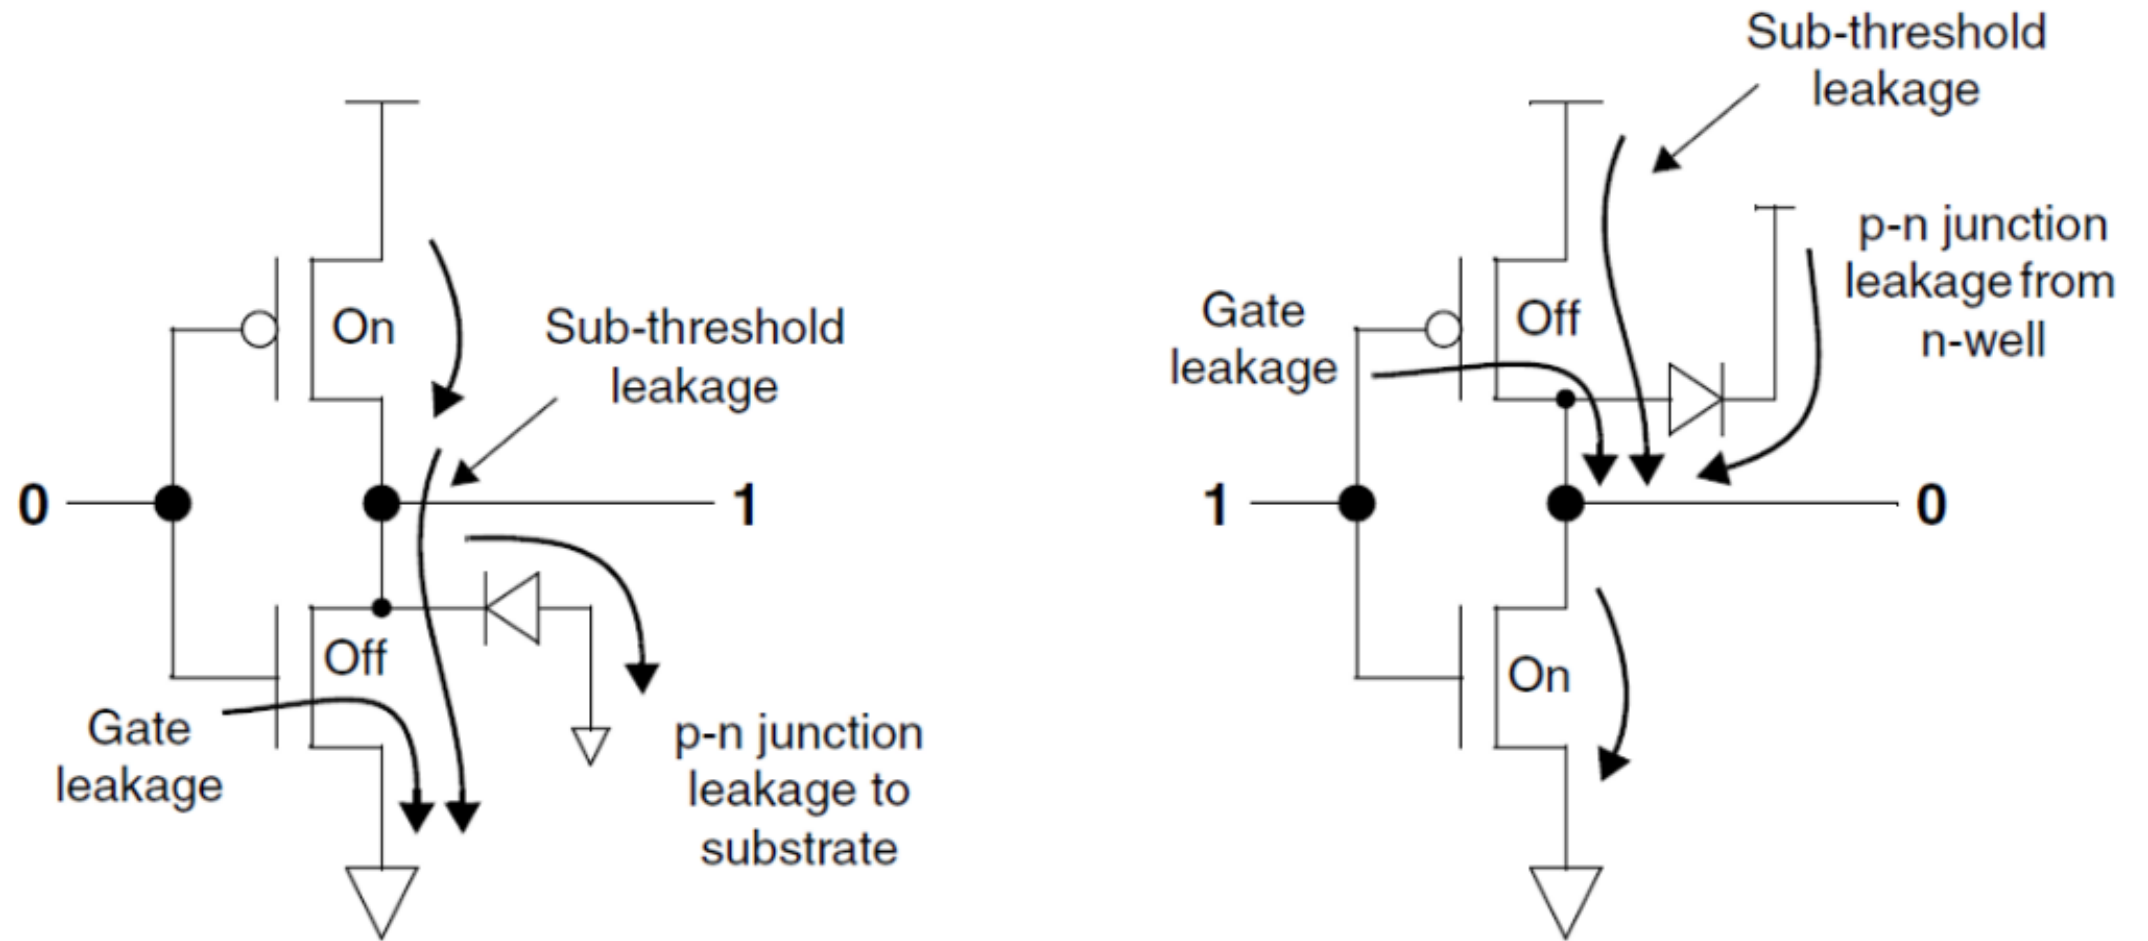 On
Sub-threshold
leakage
0
1
Off
Gate
leakage
p-n junction
leakage to
substrate
Sub-threshold
leakage
p-n junction
leakage from
n-well
Gate
leakage
Off
1
0
On